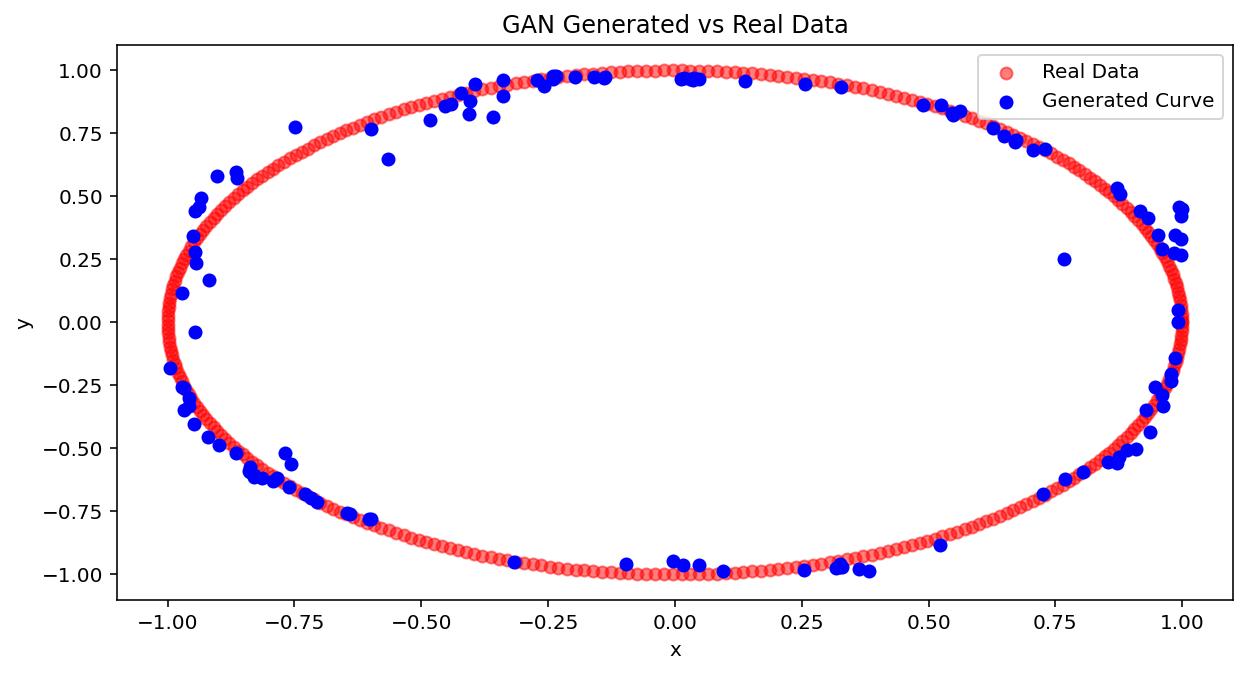 GAN Generated vs Real Data
Real Data
Generated Curve
1.00
0.75
0.50
0.25
0.00
−0.25
−0.50
−0.75
−1.00
y
−1.00 −0.75 −0.50 −0.25 0.00 0.25 0.50 0.75 1.00
x